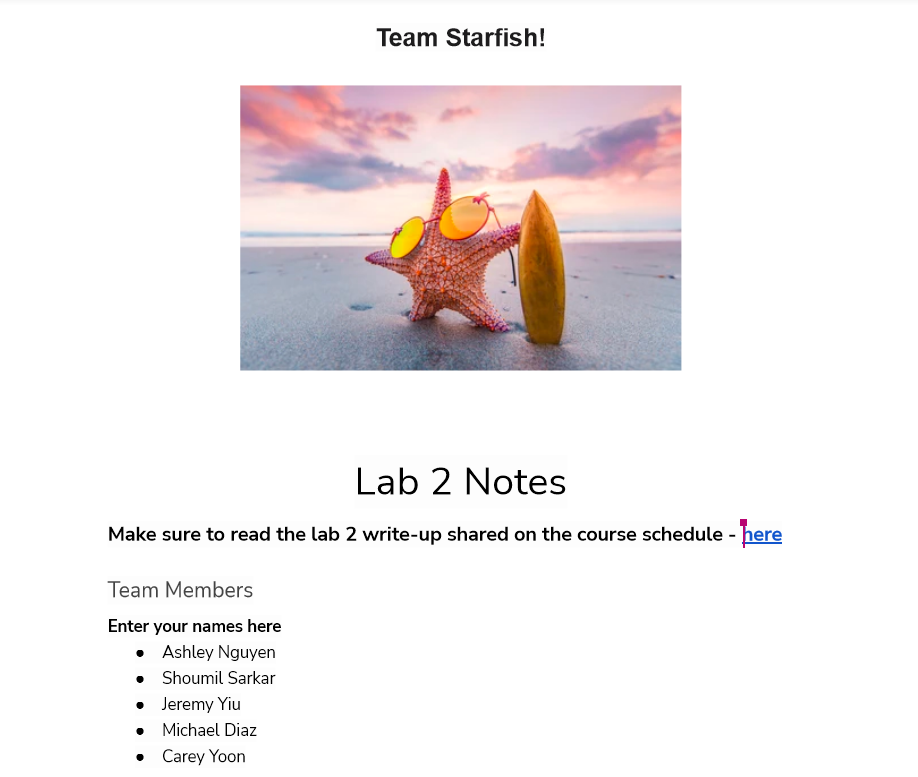 Team Starfish!
Lab 2 Notes
Make sure to read the lab 2 write-up shared on the course schedule - here
Team Members
Enter your names here
● Ashley Nguyen
● Shoumil Sarkar
● Jeremy Yiu
● Michael Diaz
● Carey Yoon